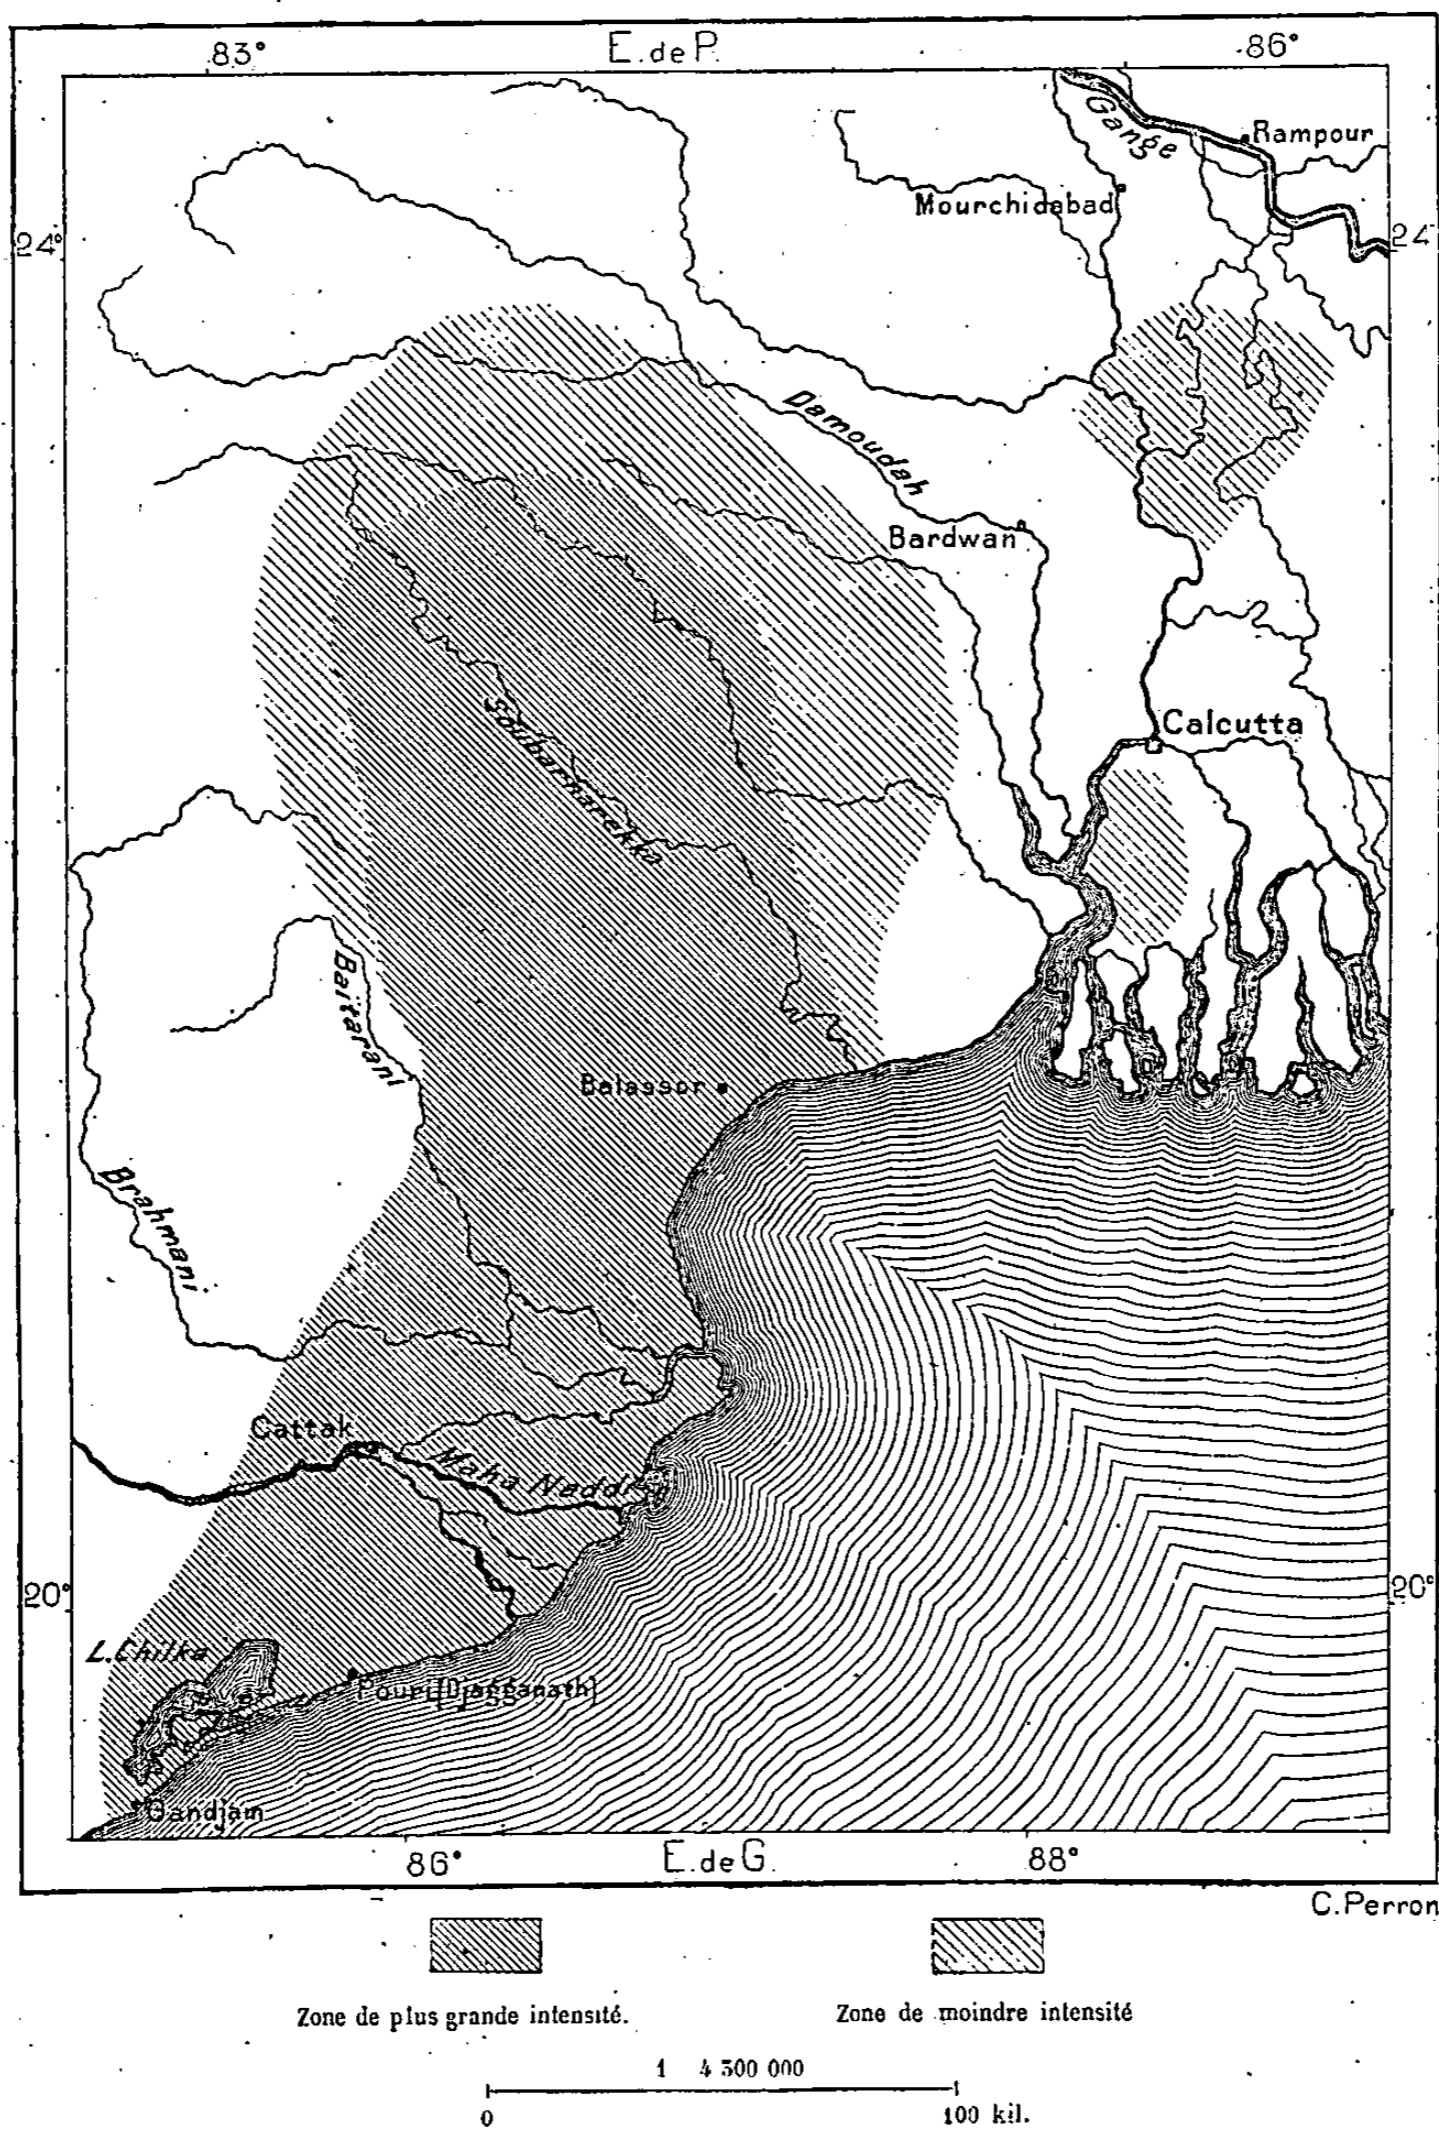 83° E. de P. 86°
Gange
Rampour
Mourchidabad
24° 24
Damoudah
Bardwan
Calcutta
Soubarnarekka
Baïtarani
Balassor
Brahmani
Cattak
Maha Naddi
20° 20°
L. Chilka
Pouri [Djagganath]
Gandjam
86° E. de G. 88°
C. Perron
Zone de plus grande intensité. Zone de moindre intensité
1 4 300 000
0 100 kil.